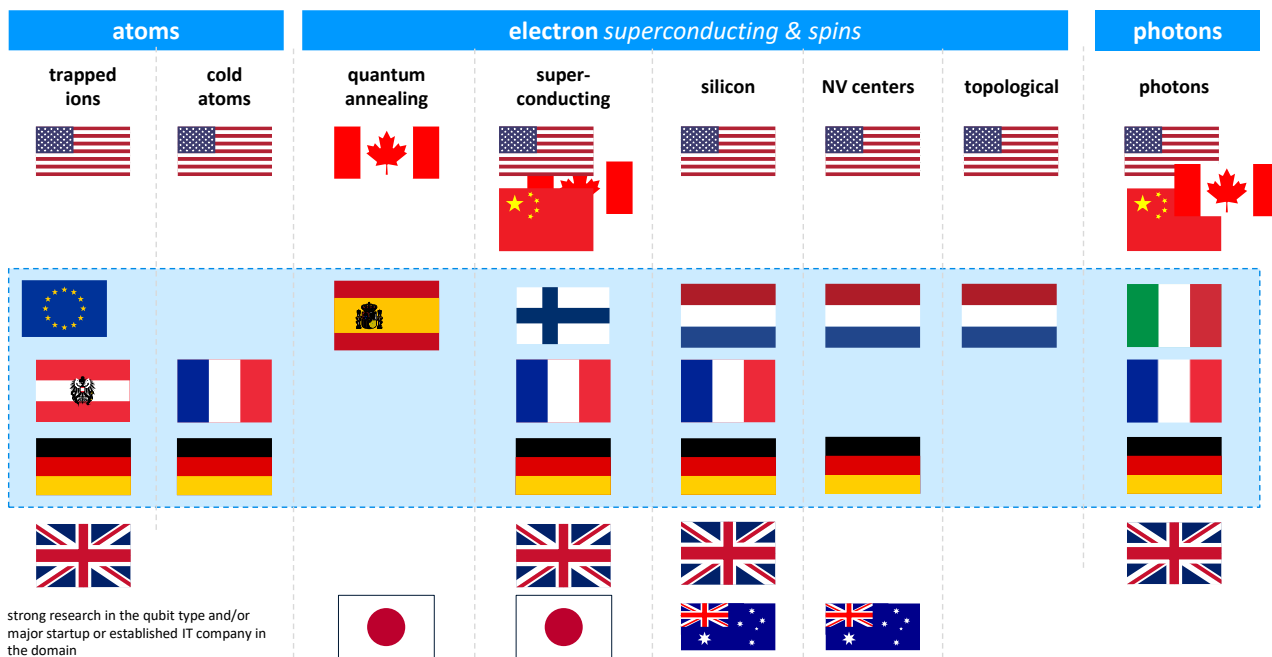 atoms
electron superconducting & spins
photons
trapped
ions
cold
atoms
quantum
annealing
super-
conducting
silicon
NV centers
topological
photons
strong research in the qubit type and/or
major startup or established IT company in
the domain